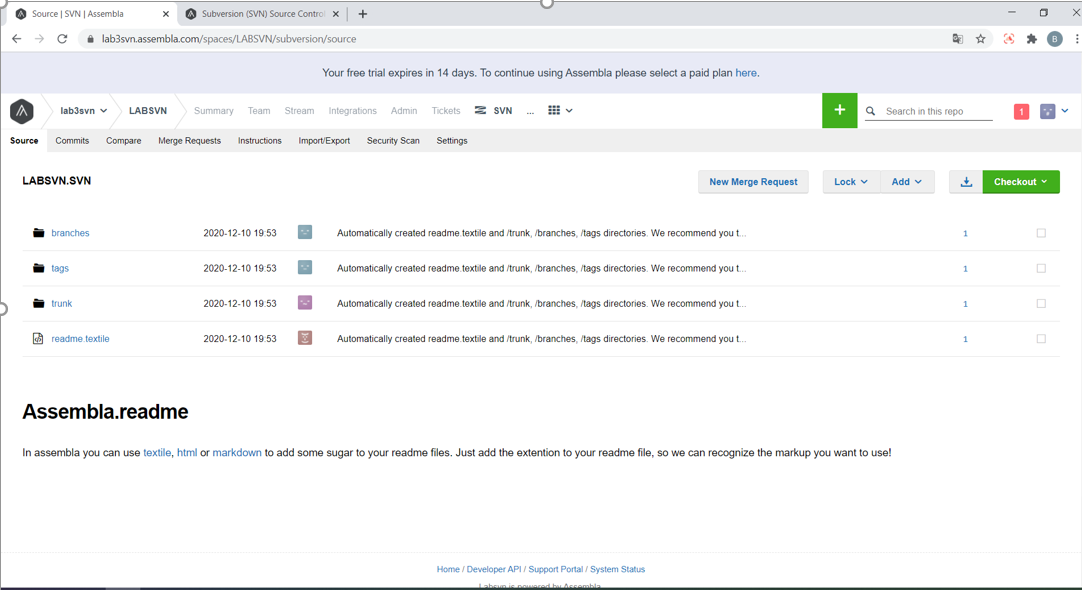 Source | SVN | Assembla
Subversion (SVN) Source Control
lab3svn.assembla.com/spaces/LABSVN/subversion/source
B
Your free trial expires in 14 days. To continue using Assembla please select a paid plan here.
lab3svn LABSVN Summary Team Stream Integrations Admin Tickets SVN ... + Search in this repo 1
Source Commits Compare Merge Requests Instructions Import/Export Security Scan Settings
LABSVN.SVN New Merge Request Lock Add Checkout
branches 2020-12-10 19:53 Automatically created readme.textile and /trunk, /branches, /tags directories. We recommend you t... 1
tags 2020-12-10 19:53 Automatically created readme.textile and /trunk, /branches, /tags directories. We recommend you t... 1
trunk 2020-12-10 19:53 Automatically created readme.textile and /trunk, /branches, /tags directories. We recommend you t... 1
readme.textile 2020-12-10 19:53 Automatically created readme.textile and /trunk, /branches, /tags directories. We recommend you t... 1
Assembla.readme
In assembla you can use textile, html or markdown to add some sugar to your readme files. Just add the extention to your readme file, so we can recognize the markup you want to use!
Home / Developer API / Support Portal / System Status
Labsvn is powered by Assembla